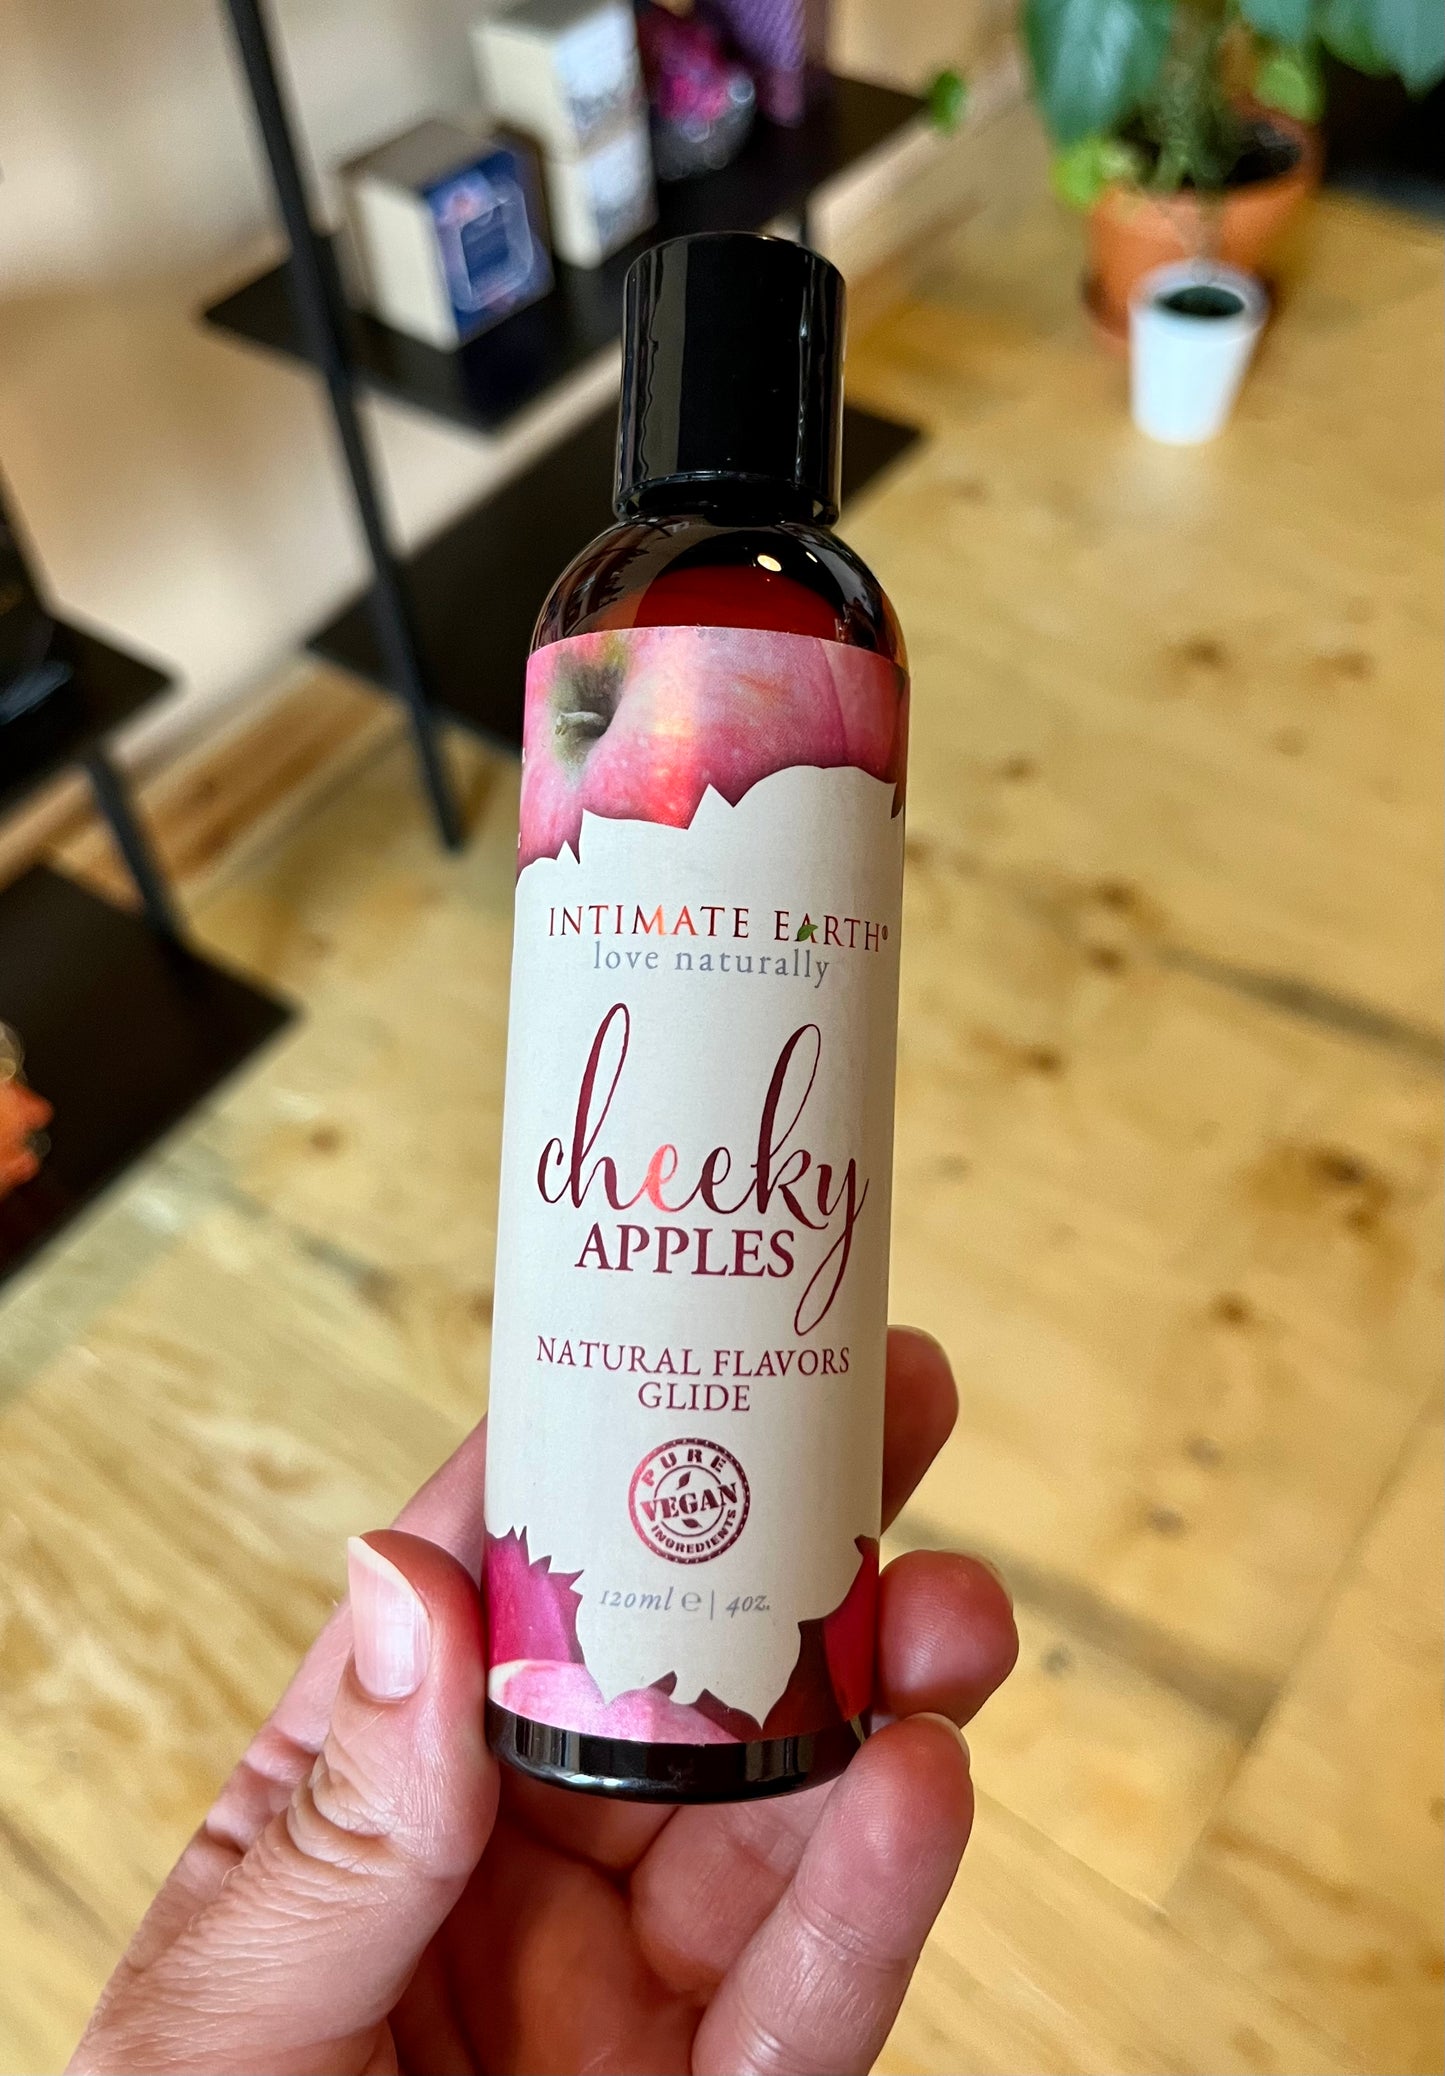 INTIMATE EARTH®
love naturally
cheeky
APPLES
NATURAL FLAVORS
GLIDE
PURE
VEGAN
INGREDIENTS
120ml ℮ | 4oz.